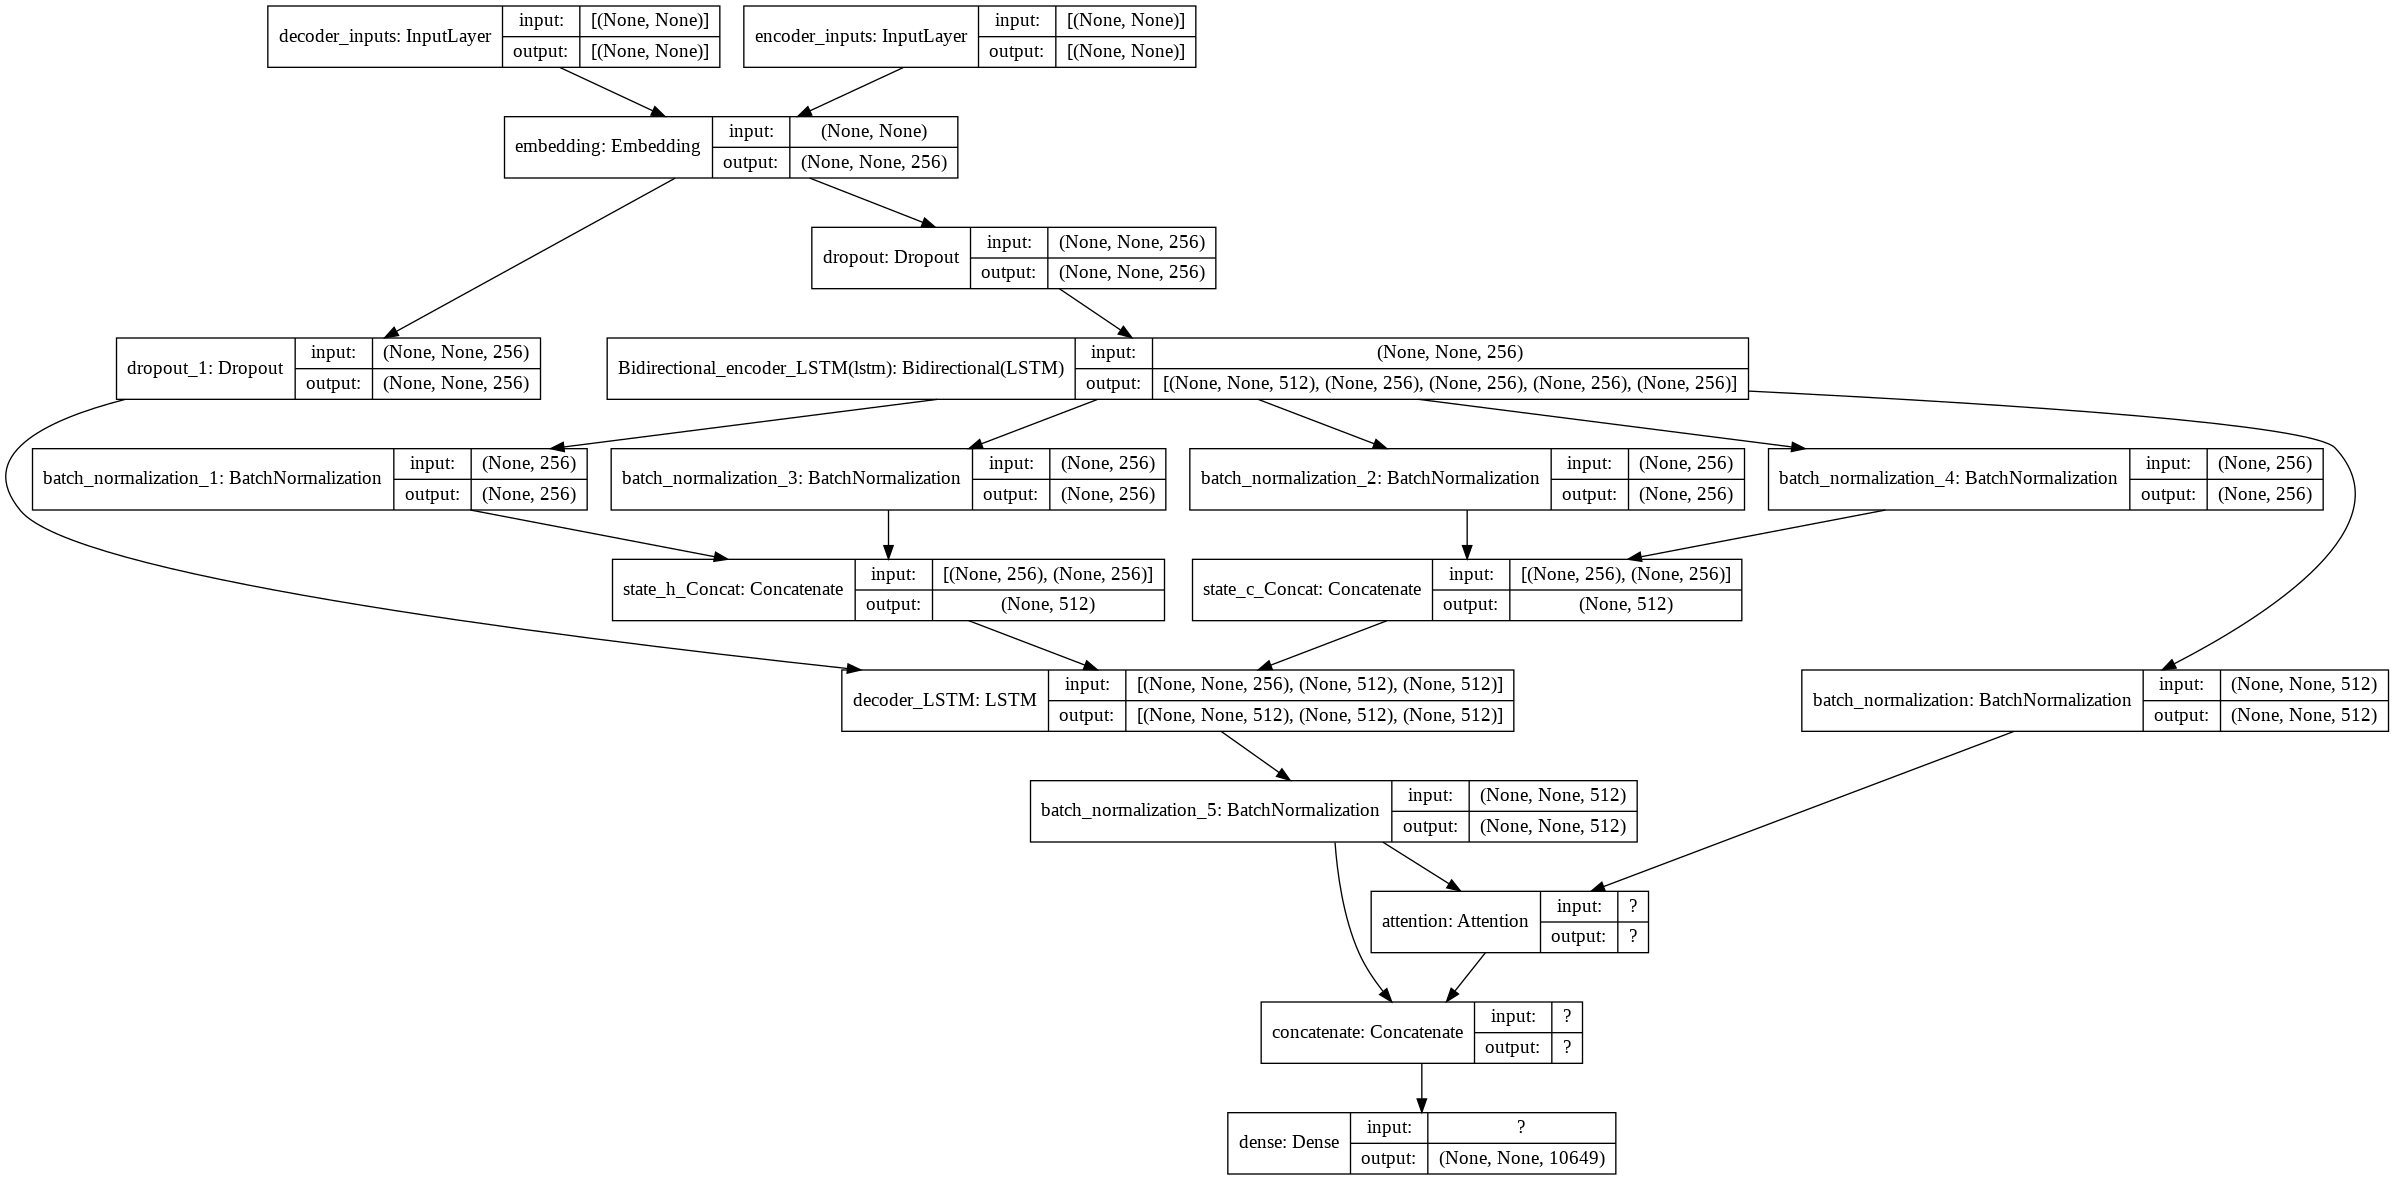 decoder_inputs: InputLayer
input: [(None, None)]
output: [(None, None)]
encoder_inputs: InputLayer
input: [(None, None)]
output: [(None, None)]
embedding: Embedding
input: (None, None)
output: (None, None, 256)
dropout: Dropout
input: (None, None, 256)
output: (None, None, 256)
dropout_1: Dropout
input: (None, None, 256)
output: (None, None, 256)
Bidirectional_encoder_LSTM(lstm): Bidirectional(LSTM)
input: (None, None, 256)
output: [(None, None, 512), (None, 256), (None, 256), (None, 256), (None, 256)]
batch_normalization_1: BatchNormalization
input: (None, 256)
output: (None, 256)
batch_normalization_3: BatchNormalization
input: (None, 256)
output: (None, 256)
batch_normalization_2: BatchNormalization
input: (None, 256)
output: (None, 256)
batch_normalization_4: BatchNormalization
input: (None, 256)
output: (None, 256)
state_h_Concat: Concatenate
input: [(None, 256), (None, 256)]
output: (None, 512)
state_c_Concat: Concatenate
input: [(None, 256), (None, 256)]
output: (None, 512)
decoder_LSTM: LSTM
input: [(None, None, 256), (None, 512), (None, 512)]
output: [(None, None, 512), (None, 512), (None, 512)]
batch_normalization: BatchNormalization
input: (None, None, 512)
output: (None, None, 512)
batch_normalization_5: BatchNormalization
input: (None, None, 512)
output: (None, None, 512)
attention: Attention
input: ?
output: ?
concatenate: Concatenate
input: ?
output: ?
dense: Dense
input: ?
output: (None, None, 10649)